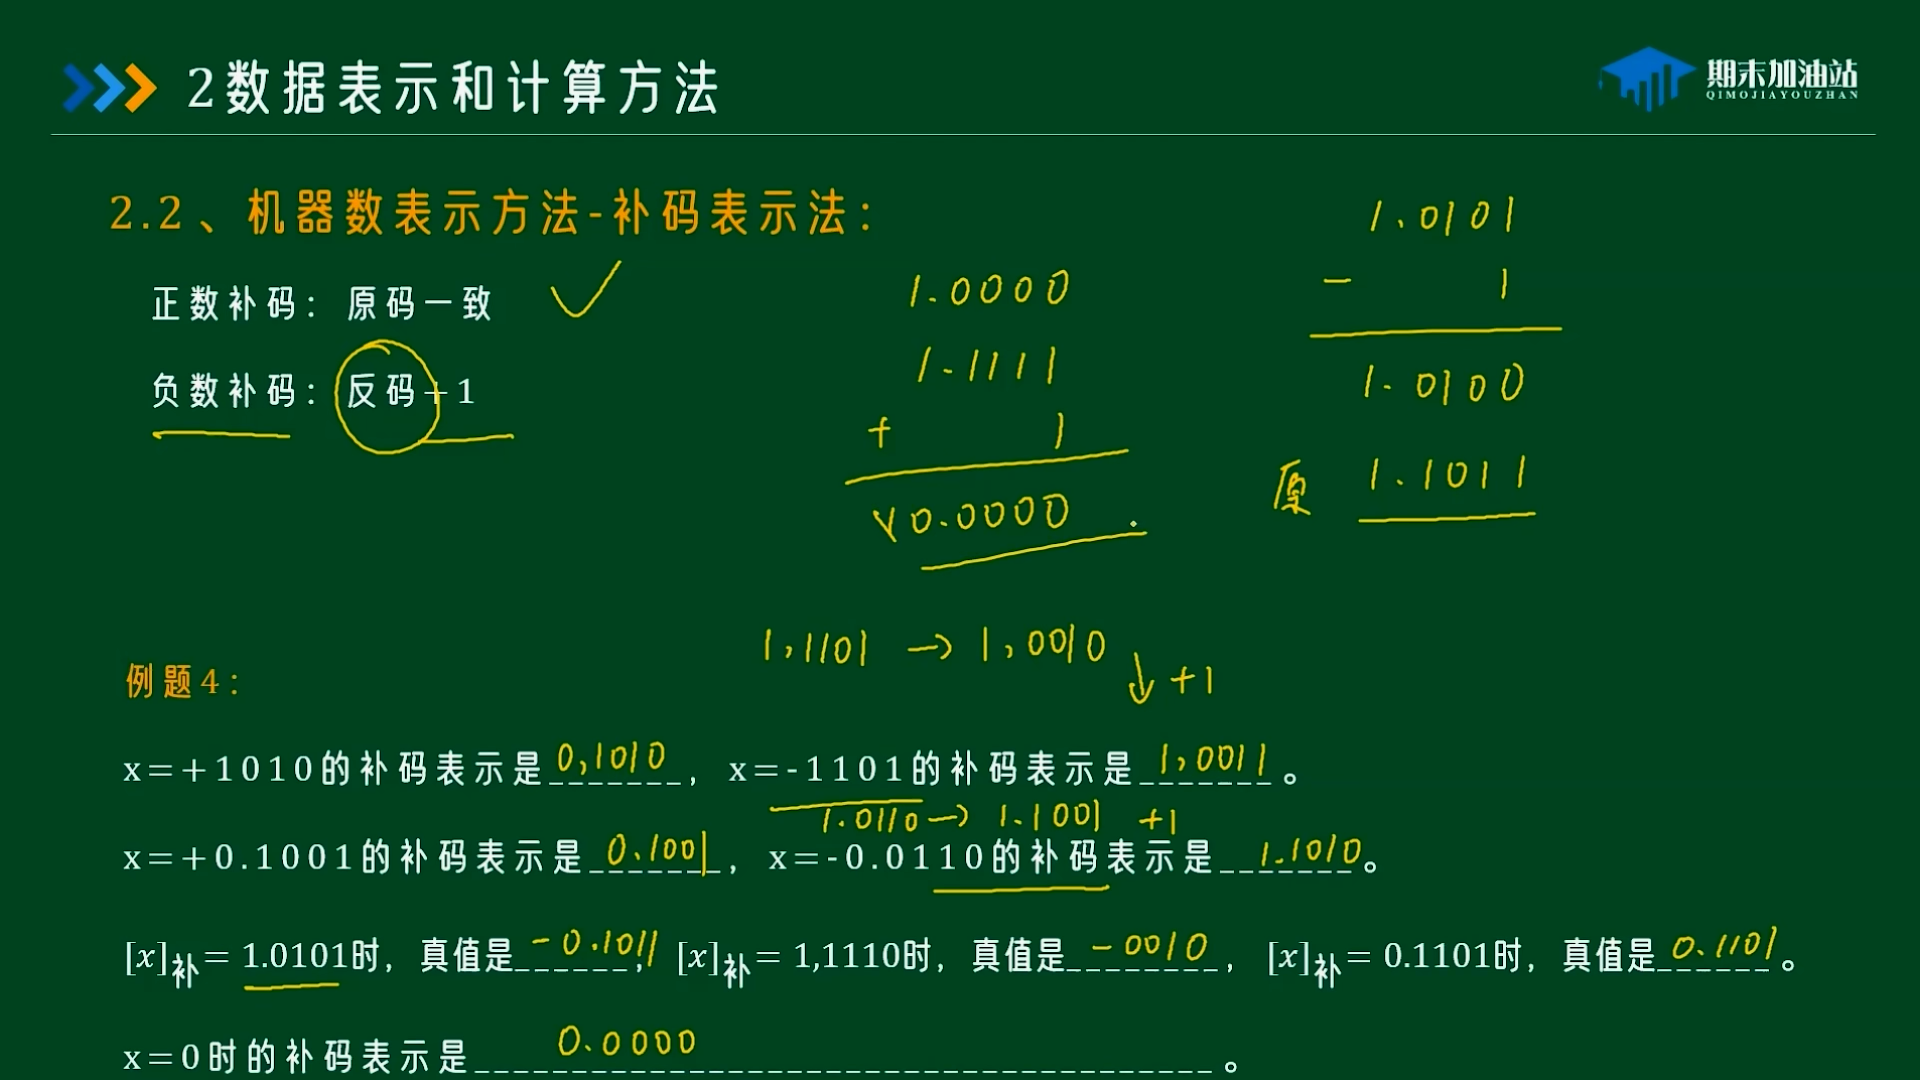 2数据表示和计算方法
期末加油站
QIMOJIAYOUZHAN
2.2、机器数表示方法-补码表示法：
正数补码：原码一致
负数补码：反码+1
1.0000
1.1111
+ 1
0.0000
1.0101
- 1
1.0100
原 1.1011
1,1101 → 1,0010
↓ +1
例题4：
x=+1010的补码表示是0,1010，x=-1101的补码表示是1,0011。
1.0110→ 1.1001 +1
x=+0.1001的补码表示是0.1001，x=-0.0110的补码表示是1.1010。
[x]补= 1.0101时，真值是-0.1011，[x]补= 1,1110时，真值是-0010，[x]补= 0.1101时，真值是0.1101。
x=0时的补码表示是0.0000。